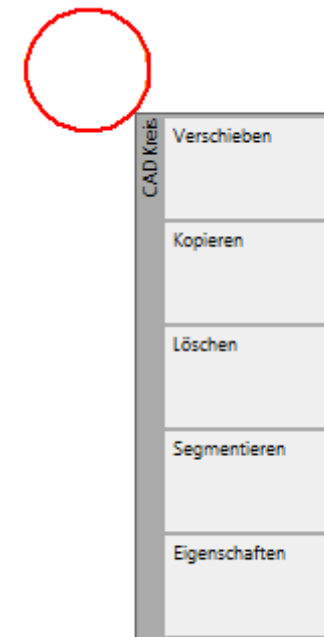 CAD Kreis
Verschieben
Kopieren
Löschen
Segmentieren
Eigenschaften